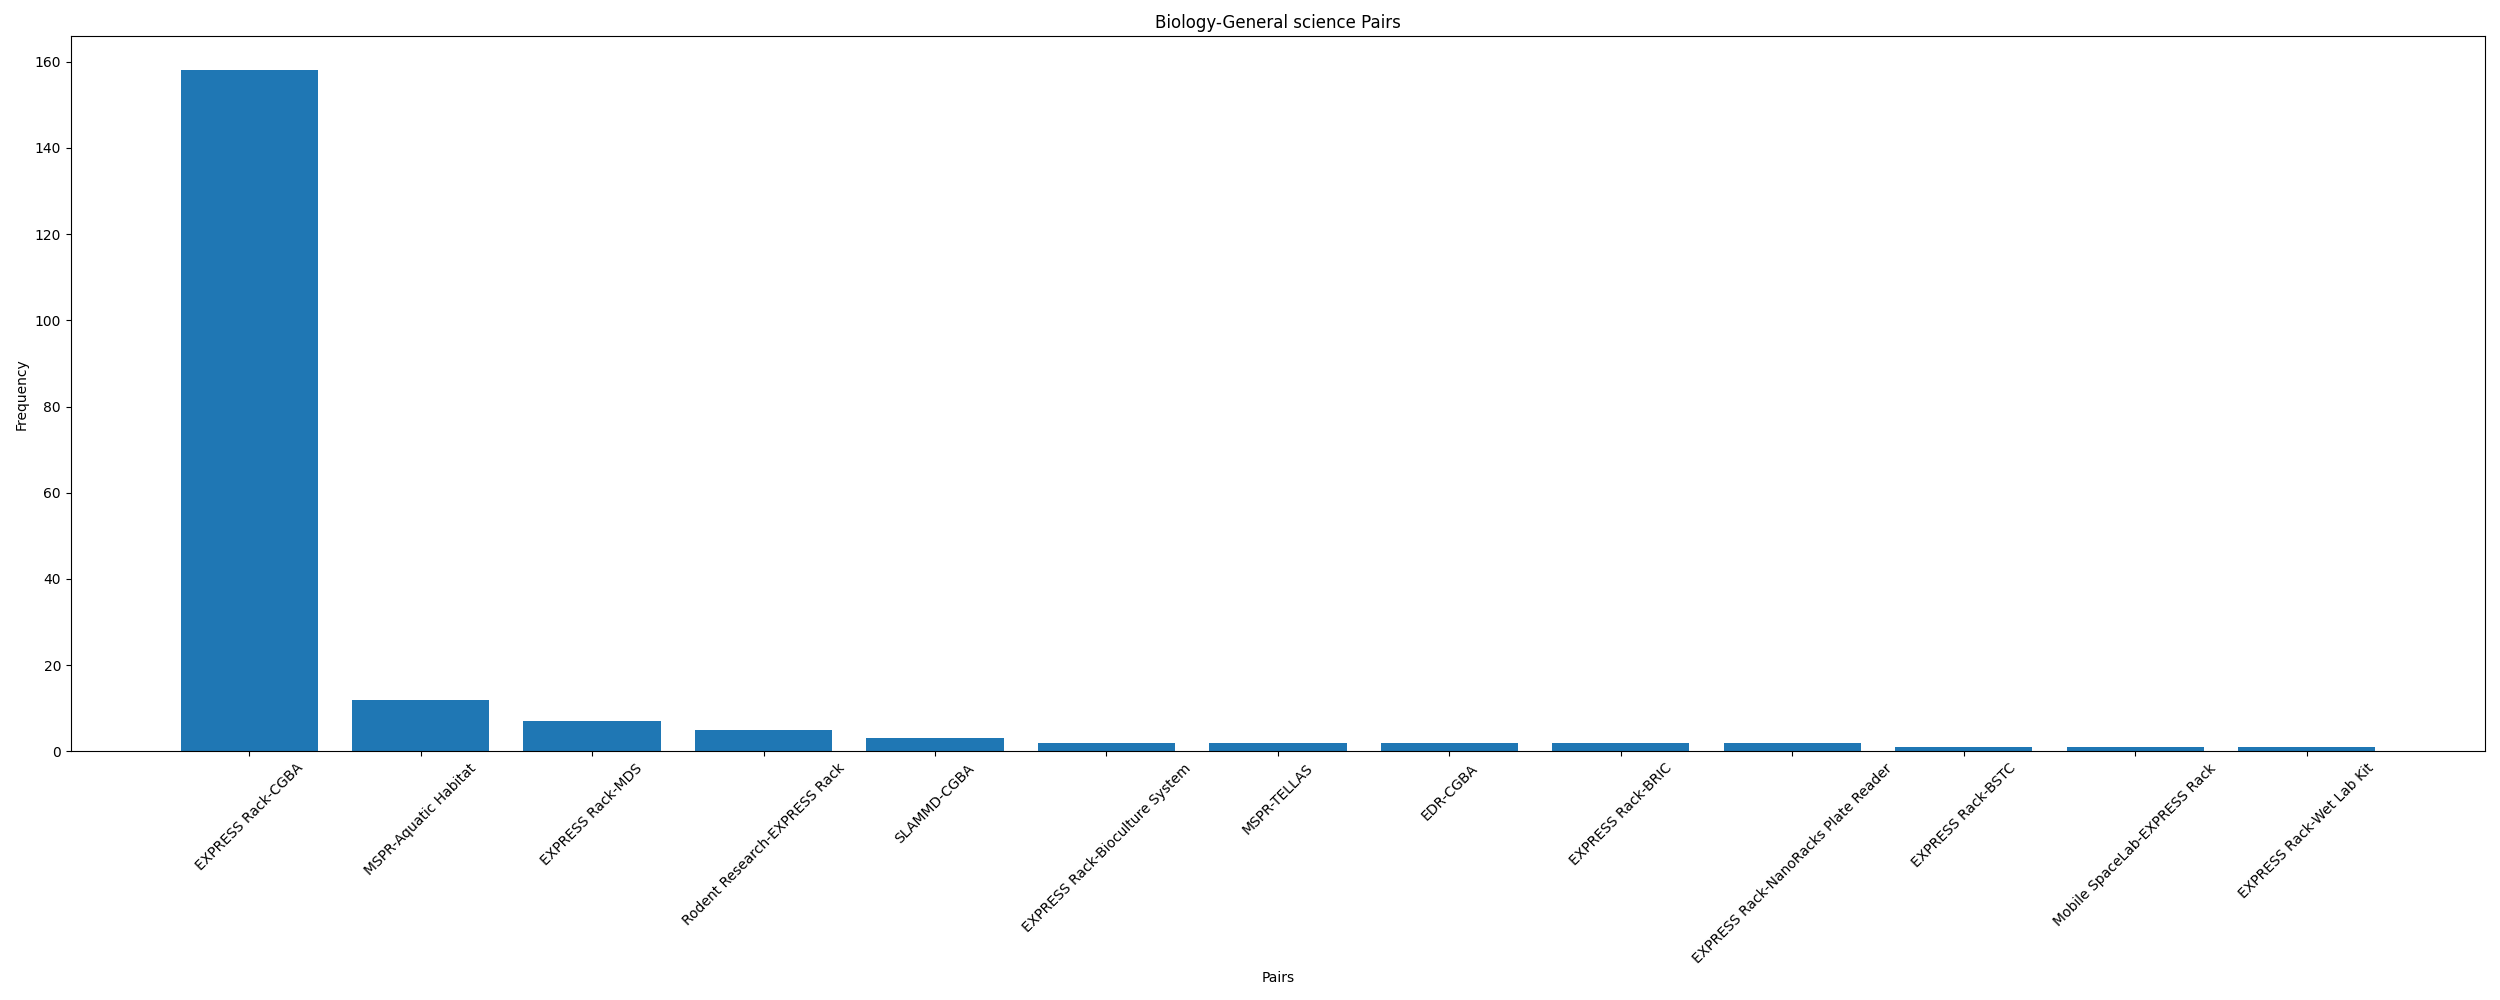 Biology-General science Pairs
160
140
120
100
80
60
40
20
0
Frequency
EXPRESS Rack-CGBA
MSPR-Aquatic Habitat
EXPRESS Rack-MDS
Rodent Research-EXPRESS Rack
SLAMMD-CGBA
EXPRESS Rack-Bioculture System
MSPR-TELLAS
EDR-CGBA
EXPRESS Rack-BRIC
EXPRESS Rack-NanoRacks Plate Reader
EXPRESS Rack-BSTC
Mobile SpaceLab-EXPRESS Rack
EXPRESS Rack-Wet Lab Kit
Pairs